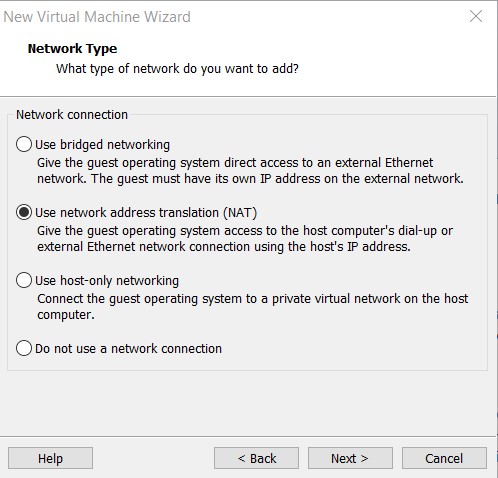 New Virtual Machine Wizard
Network Type
What type of network do you want to add?
Network connection
Use bridged networking
Give the guest operating system direct access to an external Ethernet
network. The guest must have its own IP address on the external network.
Use network address translation (NAT)
Give the guest operating system access to the host computer's dial-up or
external Ethernet network connection using the host's IP address.
Use host-only networking
Connect the guest operating system to a private virtual network on the host
computer.
Do not use a network connection
Help
< Back
Next >
Cancel